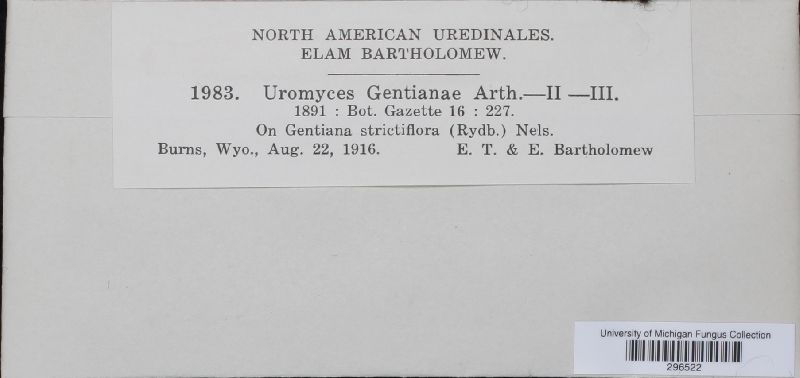 NORTH AMERICAN UREDINALES.
ELAM BARTHOLOMEW.
1983. Uromyces Gentianae Arth.—II —III.
1891 : Bot. Gazette 16 : 227.
On Gentiana strictiflora (Rydb.) Nels.
Burns, Wyo., Aug. 22, 1916. E. T. & E. Bartholomew
University of Michigan Fungus Collection
296522